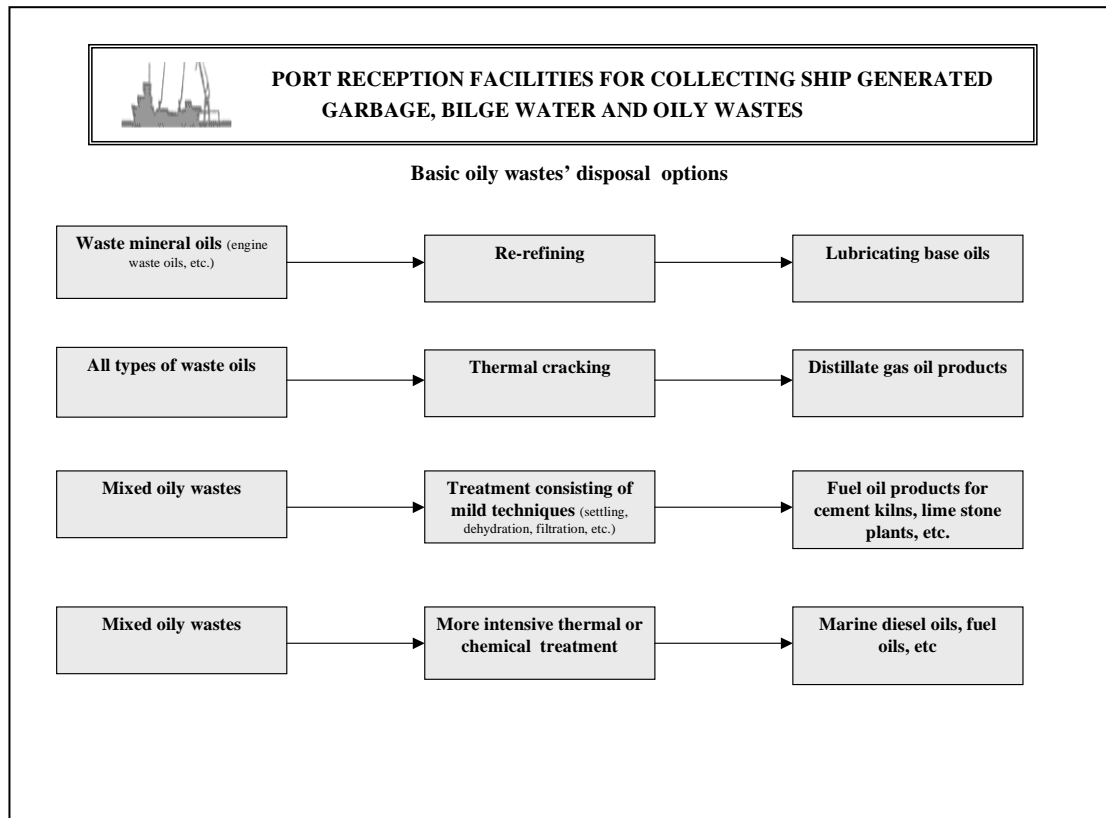 PORT RECEPTION FACILITIES FOR COLLECTING SHIP GENERATED
GARBAGE, BILGE WATER AND OILY WASTES
Basic oily wastes’ disposal options
Waste mineral oils (engine
waste oils, etc.)
Re-refining
Lubricating base oils
All types of waste oils
Thermal cracking
Distillate gas oil products
Mixed oily wastes
Treatment consisting of
mild techniques (settling,
dehydration, filtration, etc.)
Fuel oil products for
cement kilns, lime stone
plants, etc.
Mixed oily wastes
More intensive thermal or
chemical treatment
Marine diesel oils, fuel
oils, etc